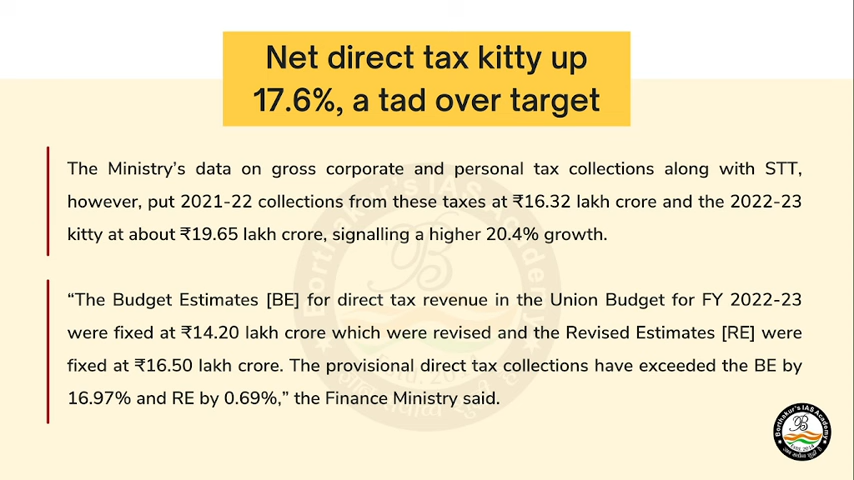 Net direct tax kitty up
17.6%, a tad over target
The Ministry's data on gross corporate and personal tax collections along with STT,
however, put 2021-22 collections from these taxes at ₹16.32 lakh crore and the 2022-23
kitty at about ₹19.65 lakh crore, signalling a higher 20.4% growth.
“The Budget Estimates [BE] for direct tax revenue in the Union Budget for FY 2022-23
were fixed at ₹14.20 lakh crore which were revised and the Revised Estimates [RE] were
fixed at ₹16.50 lakh crore. The provisional direct tax collections have exceeded the BE by
16.97% and RE by 0.69%,” the Finance Ministry said.
Borthakur's IAS Academy